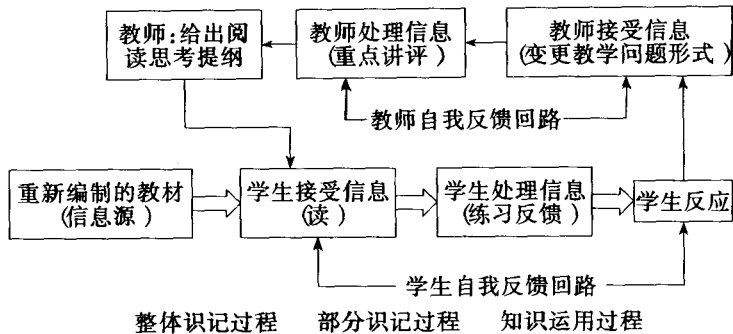 教师:给出阅
读思考提纲
教师处理信息
(重点讲评)
教师接受信息
(变更教学问题形式)
教师自我反馈回路
重新编制的教材
(信息源)
学生接受信息
(读)
学生处理信息
(练习反馈)
学生反应
学生自我反馈回路
整体识记过程 部分识记过程 知识运用过程